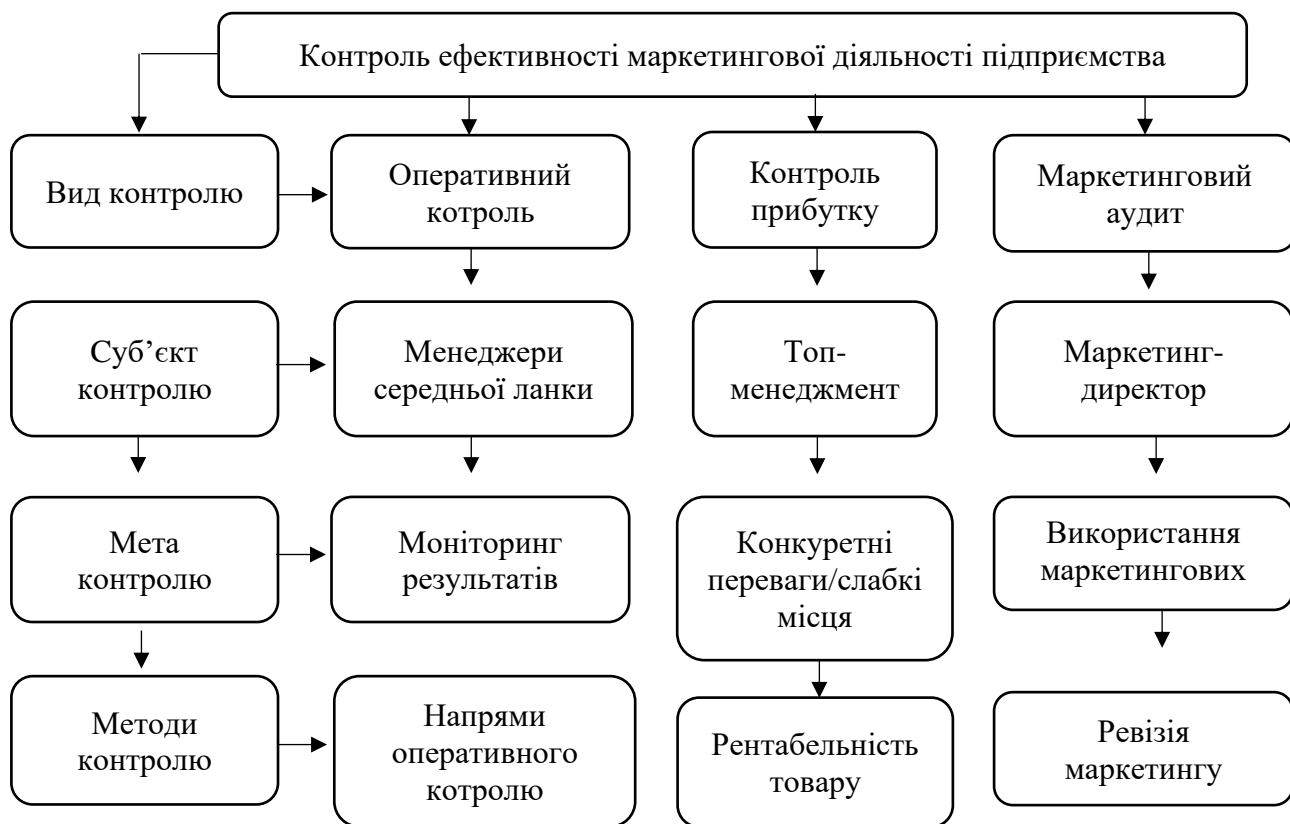 Контроль ефективності маркетингової діяльності підприємства
Вид контролю
Оперативний
котроль
Контроль
прибутку
Маркетинговий
аудит
Суб’єкт
контролю
Менеджери
середньої ланки
Топ-
менеджмент
Маркетинг-
директор
Мета
контролю
Моніторинг
результатів
Конкуретні
переваги/слабкі
місця
Використання
маркетингових
Методи
контролю
Напрями
оперативного
котролю
Рентабельність
товару
Ревізія
маркетингу